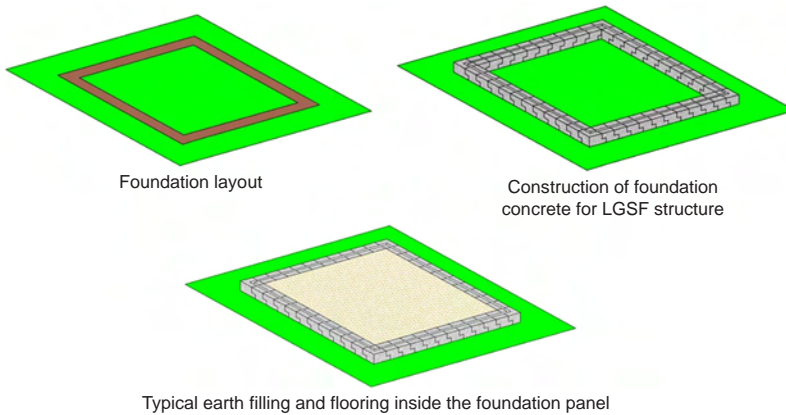 Foundation layout
Construction of foundation
concrete for LGSF structure
Typical earth filling and flooring inside the foundation panel